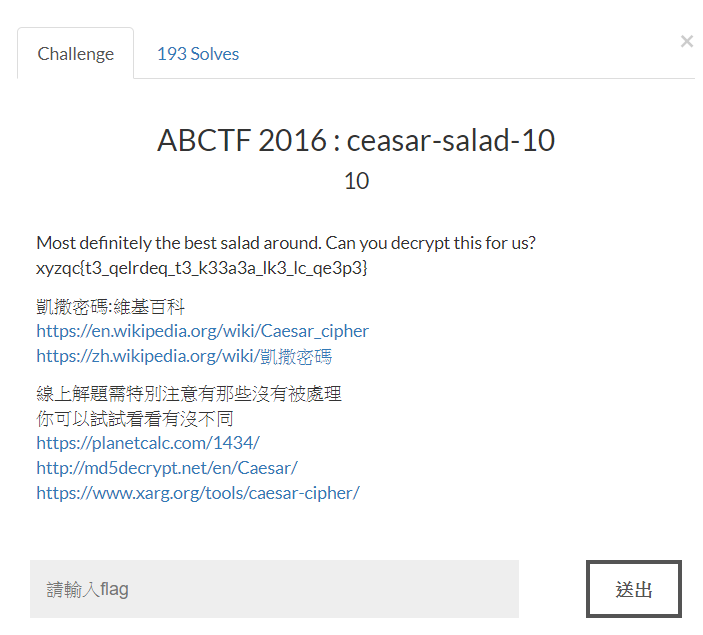 Challenge
193 Solves
×
ABCTF 2016 : ceasar-salad-10
10
Most definitely the best salad around. Can you decrypt this for us?
xyzqc{t3_qelrdeq_t3_k33a3a_lk3_lc_qe3p3}
凱撒密碼:維基百科
https://en.wikipedia.org/wiki/Caesar_cipher
https://zh.wikipedia.org/wiki/凱撒密碼
線上解題需特別注意有那些沒有被處理
你可以試試看看有沒不同
https://planetcalc.com/1434/
http://md5decrypt.net/en/Caesar/
https://www.xarg.org/tools/caesar-cipher/
請輸入flag
送出